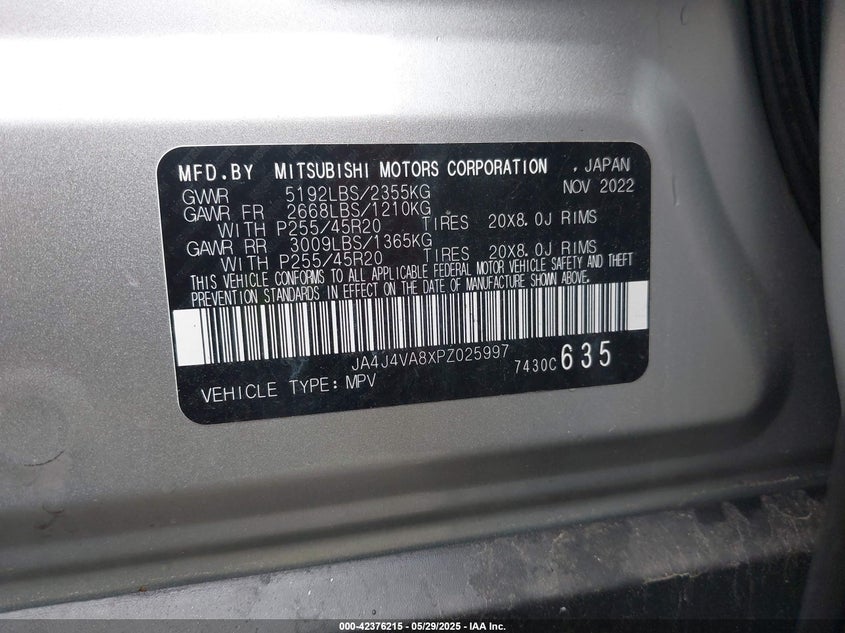 MFD.BY MITSUBISHI MOTORS CORPORATION , JAPAN
GVWR 5192LBS/2355KG NOV 2022
GAWR FR 2668LBS/1210KG
WITH P255/45R20 TIRES 20X8.0J RIMS
GAWR RR 3009LBS/1365KG
WITH P255/45R20 TIRES 20X8.0J RIMS
THIS VEHICLE CONFORMS TO ALL APPLICABLE FEDERAL MOTOR VEHICLE SAFETY AND THEFT
PREVENTION STANDARDS IN EFFECT ON THE DATE OF MANUFACTURE SHOWN ABOVE.
JA4J4VA8XPZ025997
7430C 635
VEHICLE TYPE: MPV
000-42376215 - 05/29/2025 - IAA Inc.